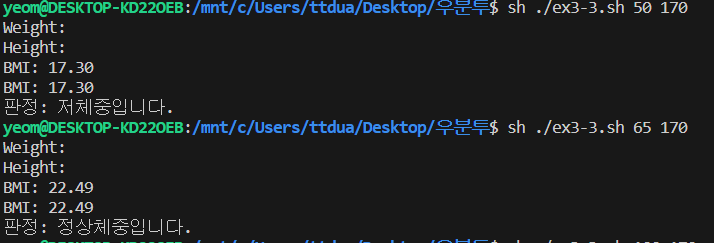 yeom@DESKTOP-KD22OEB:/mnt/c/Users/ttdua/Desktop/우분투$ sh ./ex3-3.sh 50 170
Weight:
Height:
BMI: 17.30
BMI: 17.30
판정: 저체중입니다.
yeom@DESKTOP-KD22OEB:/mnt/c/Users/ttdua/Desktop/우분투$ sh ./ex3-3.sh 65 170
Weight:
Height:
BMI: 22.49
BMI: 22.49
판정: 정상체중입니다.